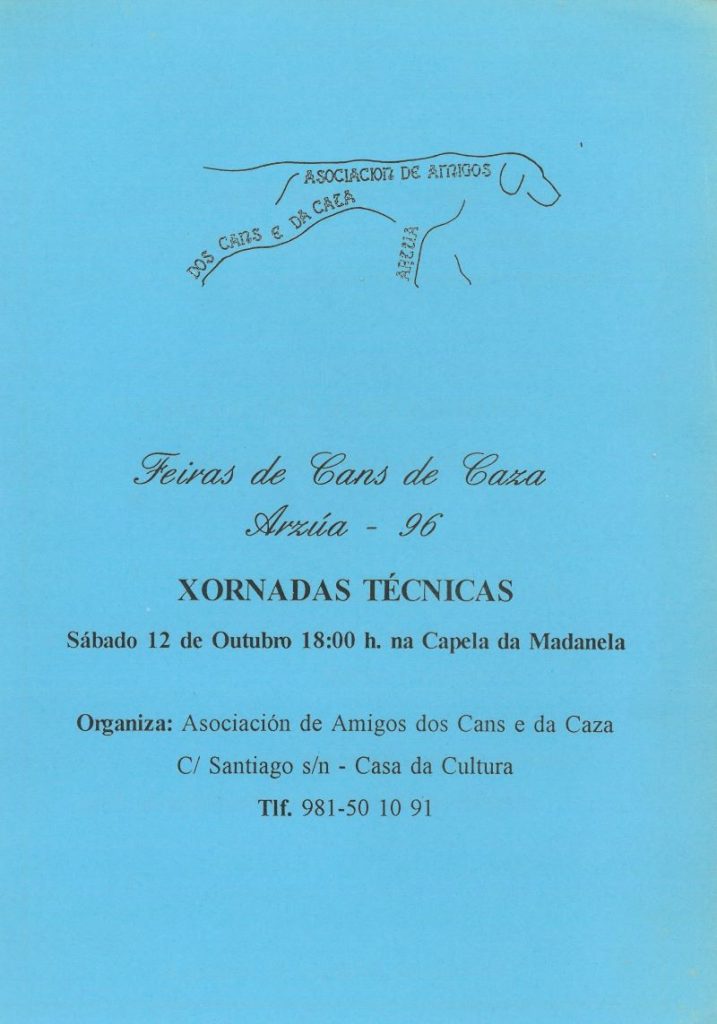 ASOCIACION DE AMIGOS
DOS CANS E DA CAZA
ARZUA
Feiras de Cans de Caza
Arzúa - 96
XORNADAS TÉCNICAS
Sábado 12 de Outubro 18:00 h. na Capela da Madanela
Organiza: Asociación de Amigos dos Cans e da Caza
C/ Santiago s/n - Casa da Cultura
Tlf. 981-50 10 91